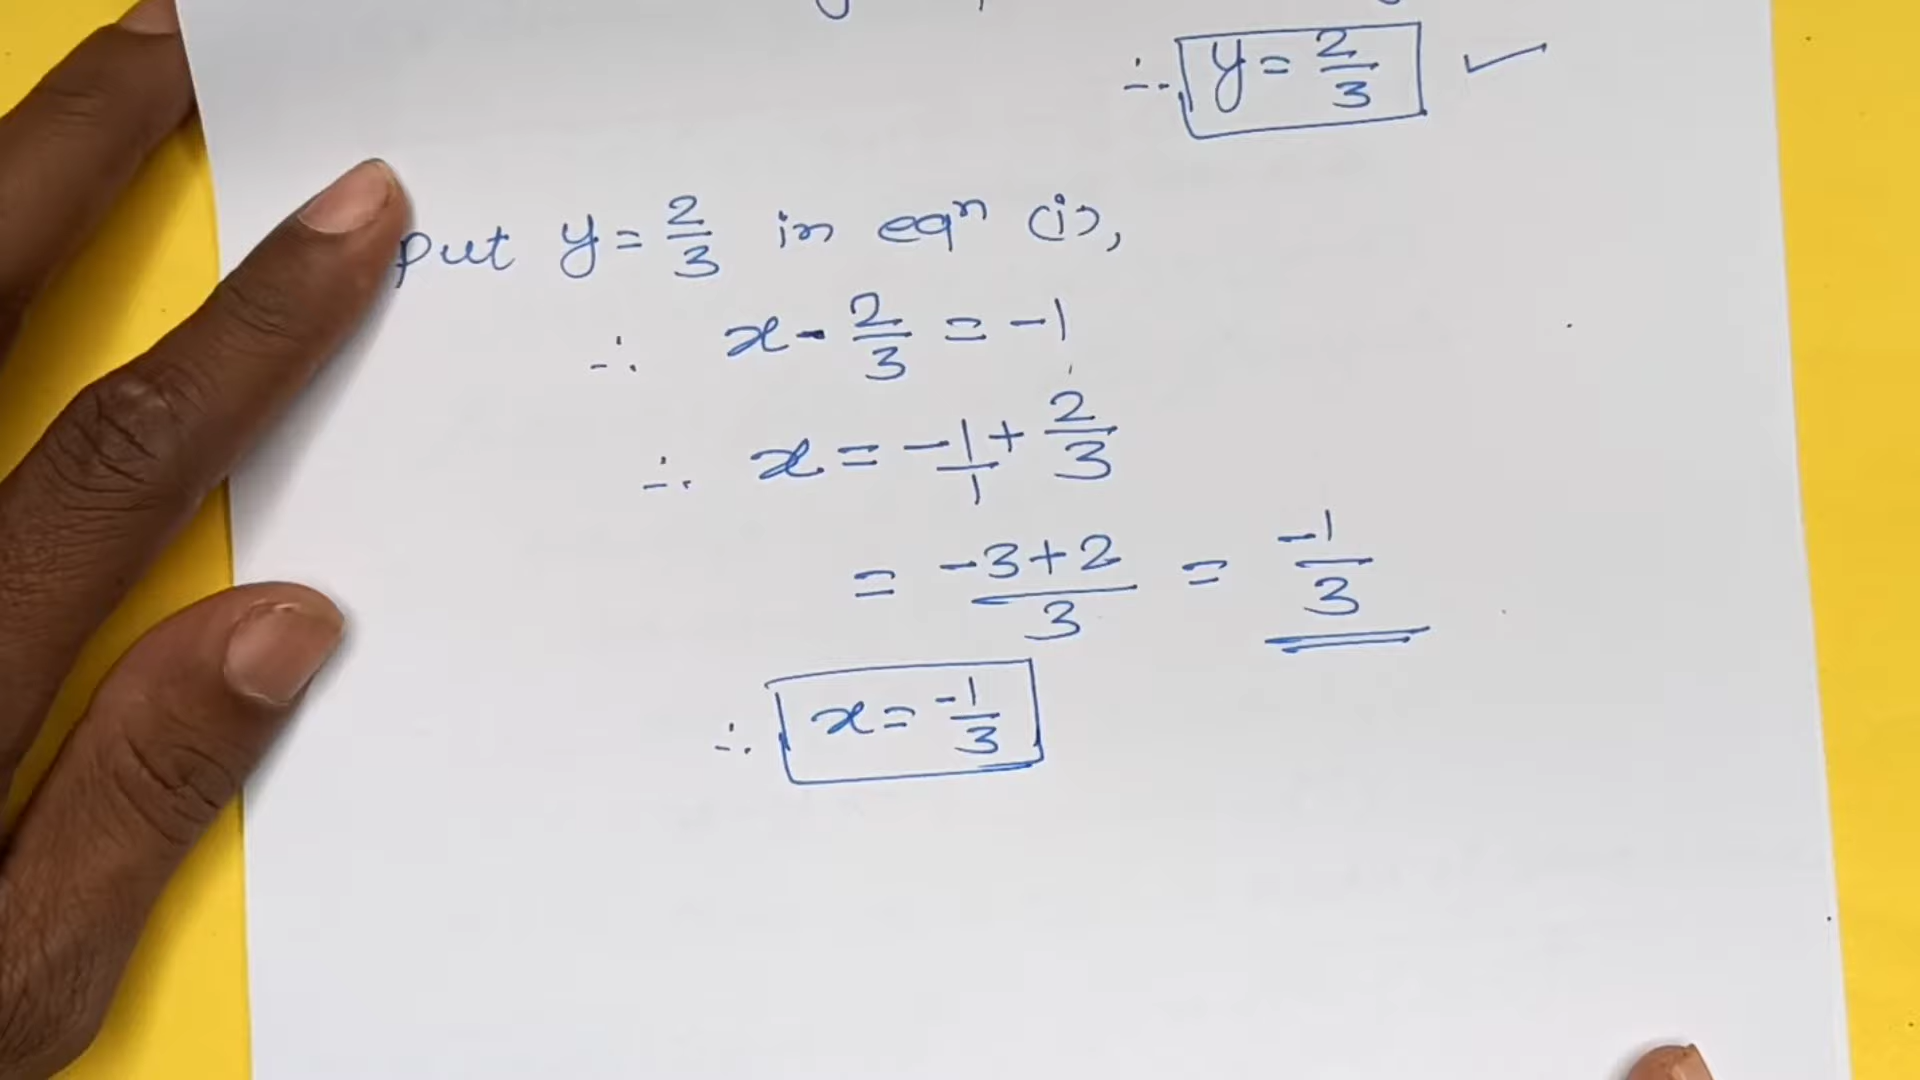 ∴ y = 2/3 ✓
put y = 2/3 in eqⁿ (i),
∴ x - 2/3 = -1
∴ x = -1/1 + 2/3
= -3+2/3 = -1/3
∴ x = -1/3